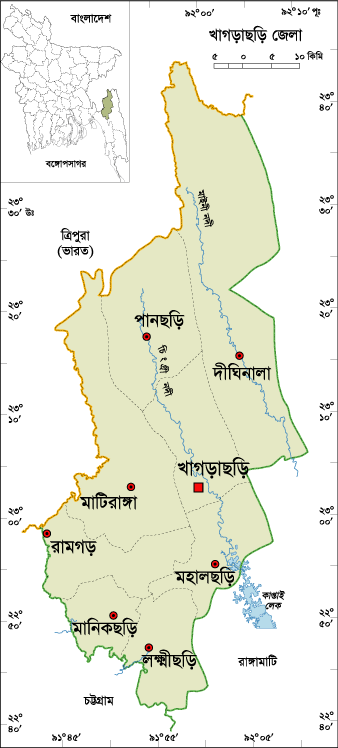 ৯২°00'
৯২°১০' পূঃ
বাংলাদেশ
বঙ্গোপসাগর
খাগড়াছড়ি জেলা
৫ ০ ৫ ১০ কিমি
২৩°
৪০'
২৩°
৪০'
২৩°
৩০' উঃ
২৩°
৩০'
মাইনী নদী
ত্রিপুরা
(ভারত)
২৩°
২০'
২৩°
২০'
পানছড়ি
চেংগ্রী নদী
দীঘিনালা
২৩°
১০'
২৩°
১০'
খাগড়াছড়ি
মাটিরাঙ্গা
২৩°
০০'
২৩°
০০'
রামগড়
মহালছড়ি
কাপ্তাই
লেক
২২°
৫০'
২২°
৫০'
মানিকছড়ি
লক্ষ্মীছড়ি
রাঙ্গামাটি
চট্টগ্রাম
২২°
৪০'
২২°
৪০'
৯১°৪৫'
৯১°৫৫'
৯২°০৫'